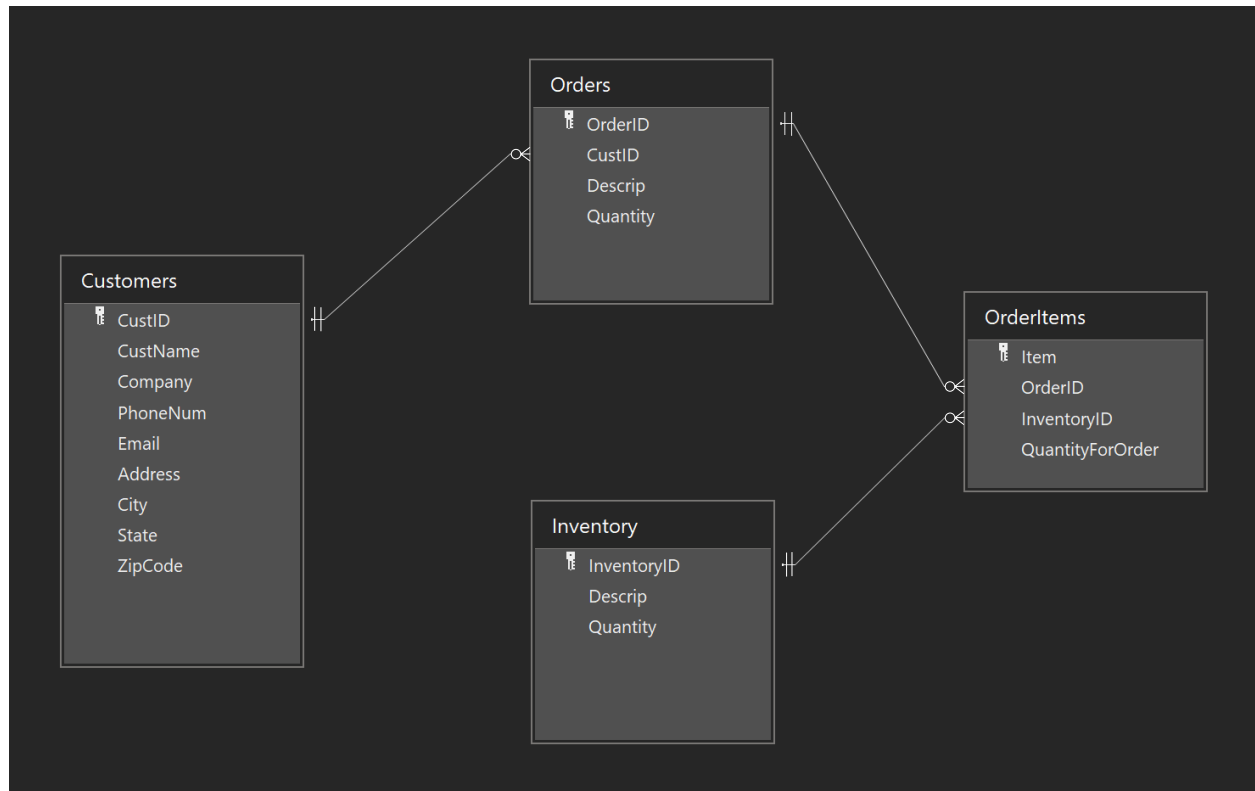 Orders
OrderID
CustID
Descrip
Quantity
Customers
CustID
CustName
Company
PhoneNum
Email
Address
City
State
ZipCode
OrderItems
Item
OrderID
InventoryID
QuantityForOrder
Inventory
InventoryID
Descrip
Quantity